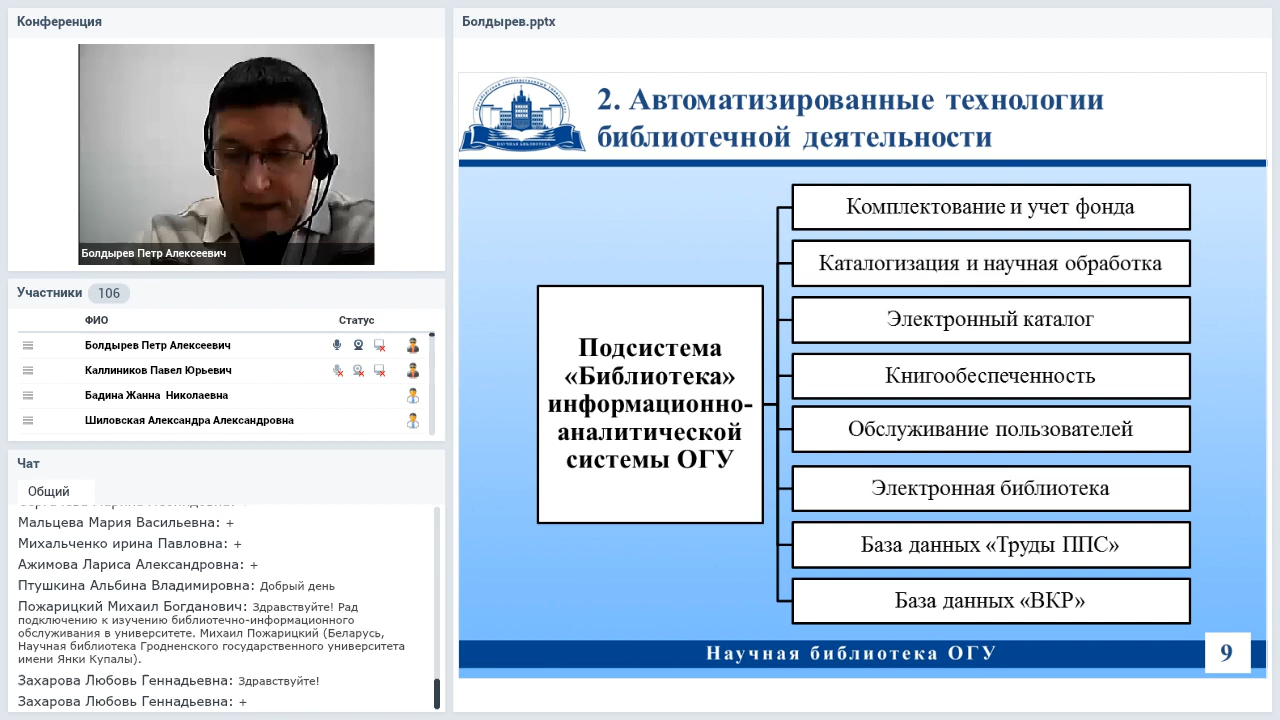 Конференция
Болдырев Петр Алексеевич
Участники 106
ФИО Статус
Болдырев Петр Алексеевич
Каллиников Павел Юрьевич
Бадина Жанна Николаевна
Шиловская Александра Александровна
Чат
Общий
Мальцева Мария Васильевна: +
Михальченко ирина Павловна: +
Ажимова Лариса Александровна: +
Птушкина Альбина Владимировна: Добрый день
Пожарицкий Михаил Богданович: Здравствуйте! Рад
подключению к изучению библиотечно-информационного
обслуживания в университете. Михаил Пожарицкий (Беларусь,
Научная библиотека Гродненского государственного университета
имени Янки Купалы).
Захарова Любовь Геннадьевна: Здравствуйте!
Захарова Любовь Геннадьевна: +
Болдырев.pptx
НАУЧНАЯ БИБЛИОТЕКА
2. Автоматизированные технологии
библиотечной деятельности
Подсистема
«Библиотека»
информационно-
аналитической
системы ОГУ
Комплектование и учет фонда
Каталогизация и научная обработка
Электронный каталог
Книгообеспеченность
Обслуживание пользователей
Электронная библиотека
База данных «Труды ППС»
База данных «ВКР»
Научная библиотека ОГУ
9